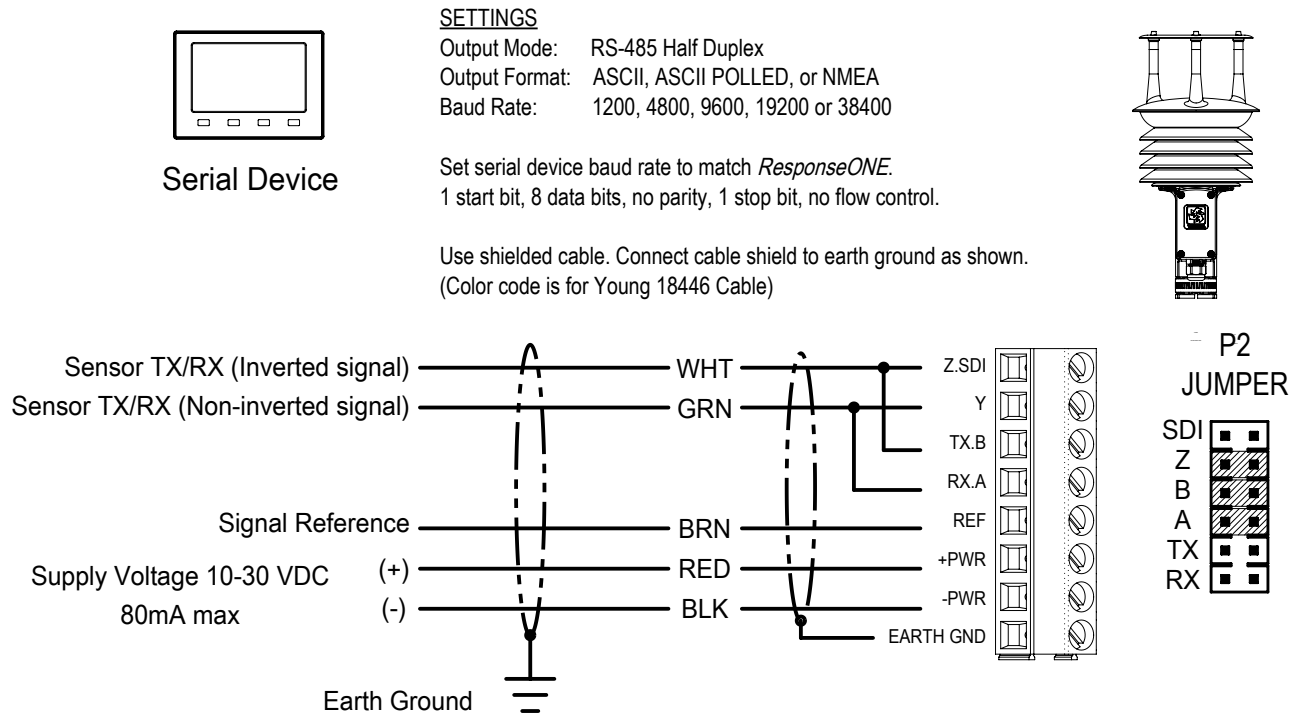 SETTINGS
Output Mode: RS-485 Half Duplex
Output Format: ASCII, ASCII POLLED, or NMEA
Baud Rate: 1200, 4800, 9600, 19200 or 38400
Serial Device
Set serial device baud rate to match ResponseONE.
1 start bit, 8 data bits, no parity, 1 stop bit, no flow control.
Use shielded cable. Connect cable shield to earth ground as shown.
(Color code is for Young 18446 Cable)
Sensor TX/RX (Inverted signal) WHT Z.SDI
Sensor TX/RX (Non-inverted signal) GRN Y
TX.B
RX.A
Signal Reference BRN REF
Supply Voltage 10-30 VDC (+) RED +PWR
80mA max (-) BLK -PWR
EARTH GND
Earth Ground
P2
JUMPER
SDI
Z
B
A
TX
RX